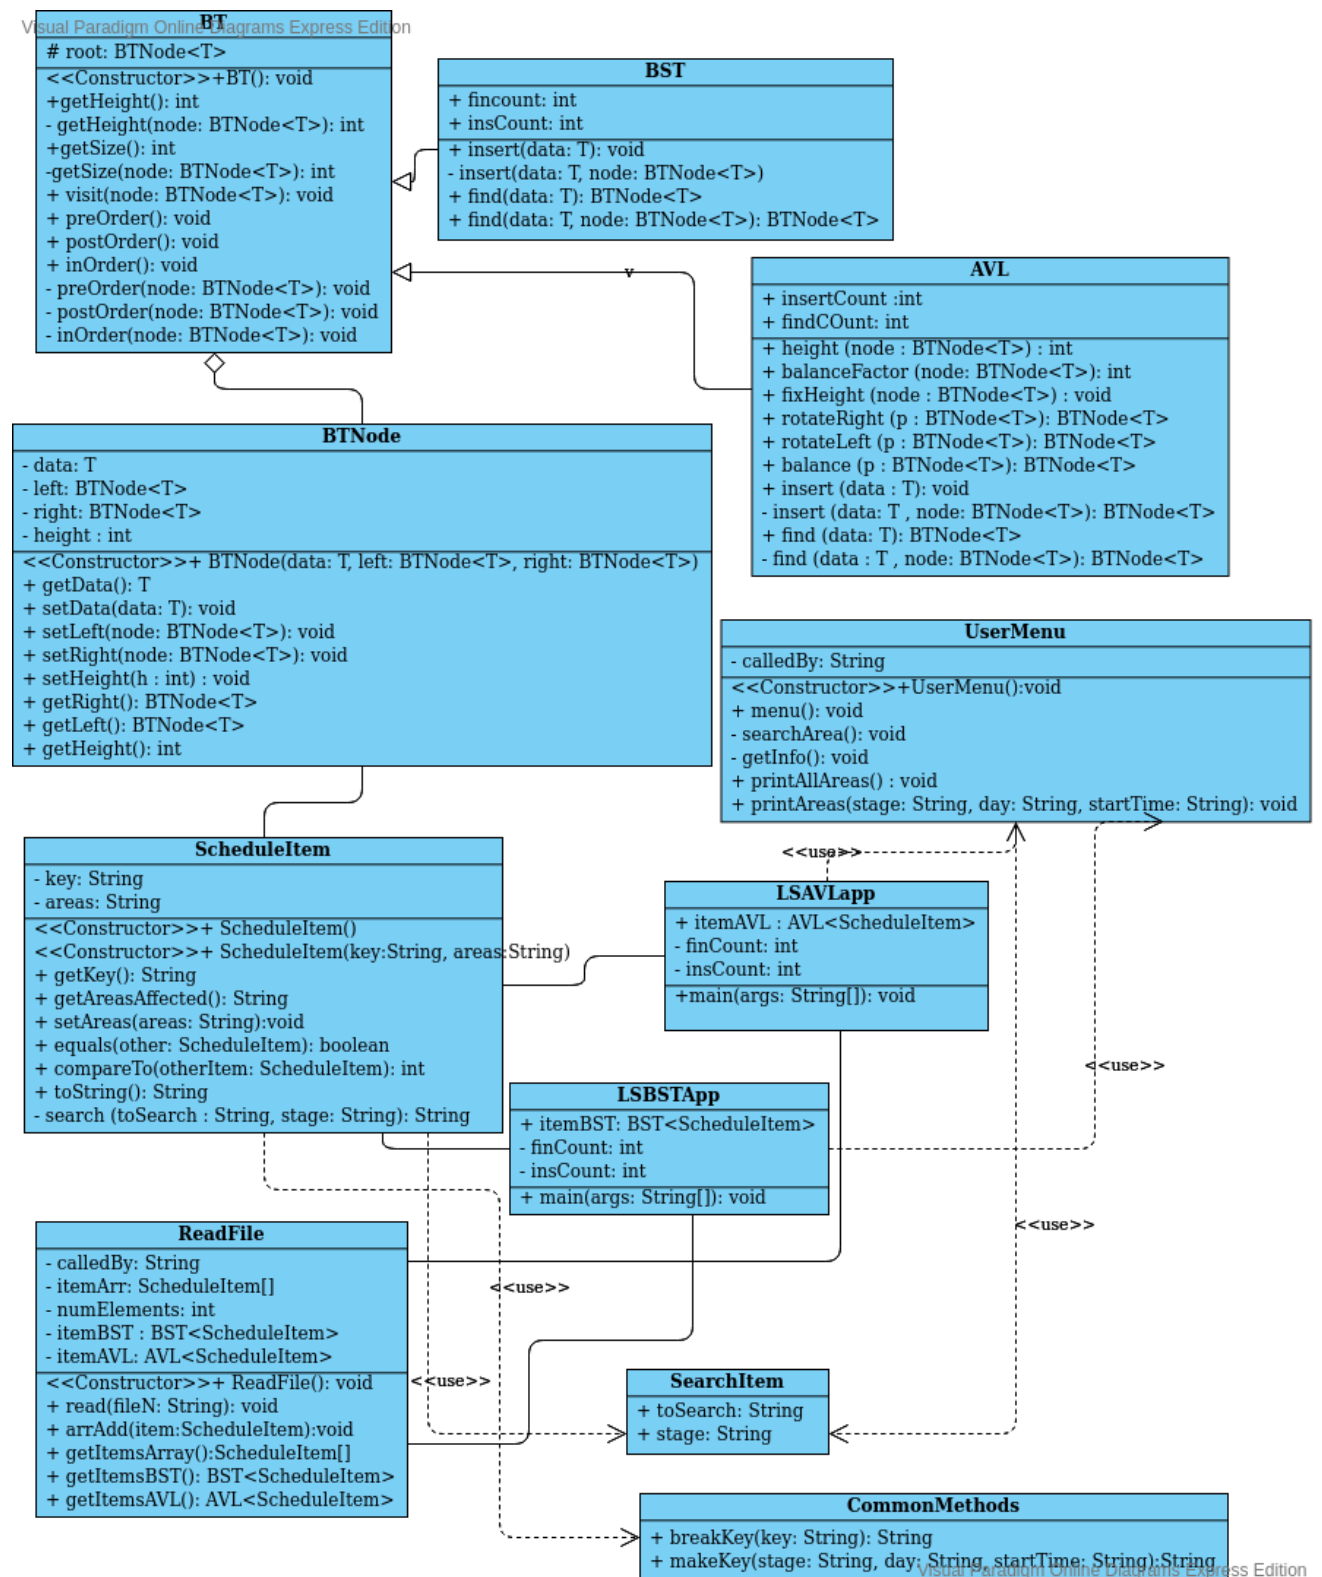 Visual Paradigm Online Diagrams Express Edition
BT
# root: BTNode<T>
<<Constructor>>+BT(): void
+getHeight(): int
- getHeight(node: BTNode<T>): int
+getSize(): int
-getSize(node: BTNode<T>): int
+ visit(node: BTNode<T>): void
+ preOrder(): void
+ postOrder(): void
+ inOrder(): void
- preOrder(node: BTNode<T>): void
- postOrder(node: BTNode<T>): void
- inOrder(node: BTNode<T>): void
BST
+ fincount: int
+ insCount: int
+ insert(data: T): void
- insert(data: T, node: BTNode<T>)
+ find(data: T): BTNode<T>
+ find(data: T, node: BTNode<T>): BTNode<T>
v
AVL
+ insertCount :int
+ findCOunt: int
+ height (node : BTNode<T>) : int
+ balanceFactor (node: BTNode<T>): int
+ fixHeight (node : BTNode<T>) : void
+ rotateRight (p : BTNode<T>): BTNode<T>
+ rotateLeft (p : BTNode<T>): BTNode<T>
+ balance (p : BTNode<T>): BTNode<T>
+ insert (data : T): void
- insert (data: T , node: BTNode<T>): BTNode<T>
+ find (data: T): BTNode<T>
- find (data : T , node: BTNode<T>): BTNode<T>
BTNode
- data: T
- left: BTNode<T>
- right: BTNode<T>
- height : int
<<Constructor>>+ BTNode(data: T, left: BTNode<T>, right: BTNode<T>)
+ getData(): T
+ setData(data: T): void
+ setLeft(node: BTNode<T>): void
+ setRight(node: BTNode<T>): void
+ setHeight(h : int) : void
+ getRight(): BTNode<T>
+ getLeft(): BTNode<T>
+ getHeight(): int
UserMenu
- calledBy: String
<<Constructor>>+UserMenu():void
+ menu(): void
- searchArea(): void
- getInfo(): void
+ printAllAreas() : void
+ printAreas(stage: String, day: String, startTime: String): void
<<use>>
ScheduleItem
- key: String
- areas: String
<<Constructor>>+ ScheduleItem()
<<Constructor>>+ ScheduleItem(key:String, areas:String)
+ getKey(): String
+ getAreasAffected(): String
+ setAreas(areas: String):void
+ equals(other: ScheduleItem): boolean
+ compareTo(otherItem: ScheduleItem): int
+ toString(): String
- search (toSearch : String, stage: String): String
LSAVLapp
+ itemAVL : AVL<ScheduleItem>
- finCount: int
- insCount: int
+main(args: String[]): void
<<use>>
LSBSTApp
+ itemBST: BST<ScheduleItem>
- finCount: int
- insCount: int
+ main(args: String[]): void
<<use>>
ReadFile
- calledBy: String
- itemArr: ScheduleItem[]
- numElements: int
- itemBST : BST<ScheduleItem>
- itemAVL: AVL<ScheduleItem>
<<Constructor>>+ ReadFile(): void
+ read(fileN: String): void
+ arrAdd(item:ScheduleItem):void
+ getItemsArray():ScheduleItem[]
+ getItemsBST(): BST<ScheduleItem>
+ getItemsAVL(): AVL<ScheduleItem>
<<use>>
<<use>>
SearchItem
+ toSearch: String
+ stage: String
CommonMethods
+ breakKey(key: String): String
+ makeKey(stage: String, day: String, startTime: String):String
Visual Paradigm Online Diagrams Express Edition